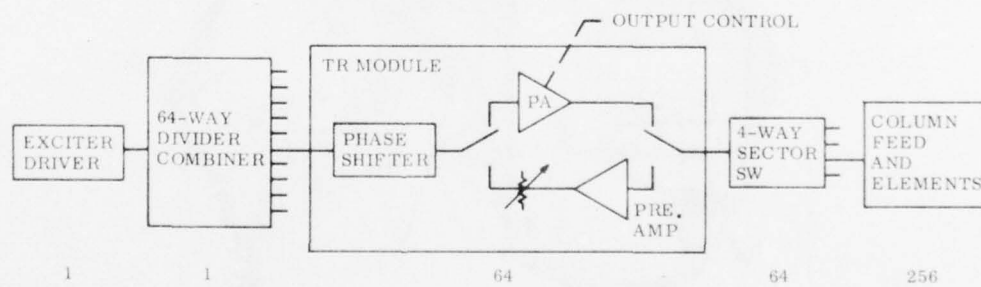 OUTPUT CONTROL
TR MODULE
PA
64-WAY
DIVIDER
COMBINER
EXCITER
DRIVER
PHASE
SHIFTER
4-WAY
SECTOR
SW
COLUMN
FEED
AND
ELEMENTS
PRE.
AMP
1
1
64
64
256